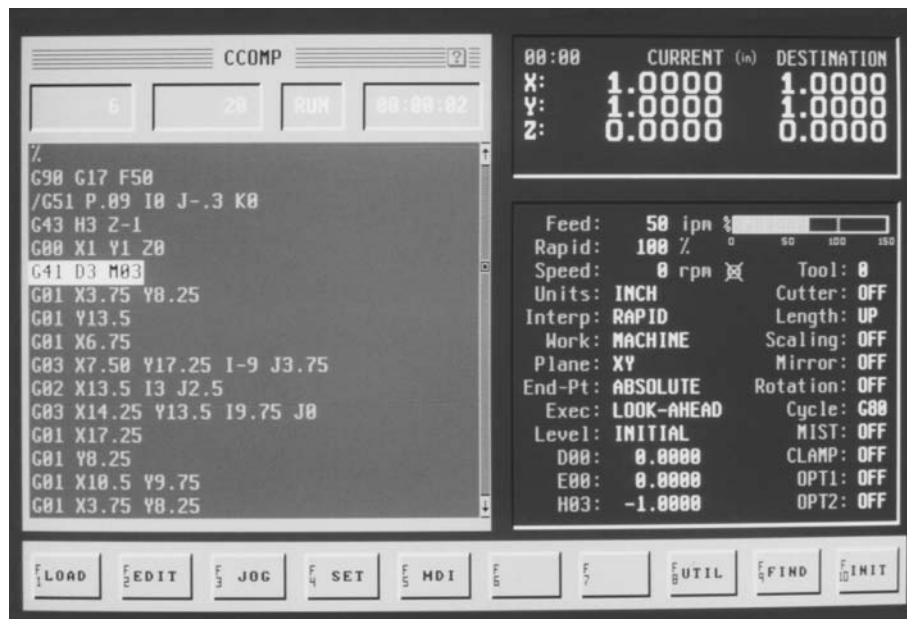 CCOMP ?
6 20 RUN 00:00:02
%
G90 G17 F50
/G51 P.09 I0 J-.3 K0
G43 H3 Z-1
G00 X1 Y1 Z0
G41 D3 M03
G01 X3.75 Y8.25
G01 Y13.5
G01 X6.75
G03 X7.50 Y17.25 I-9 J3.75
G02 X13.5 I3 J2.5
G03 X14.25 Y13.5 I9.75 J0
G01 X17.25
G01 Y8.25
G01 X10.5 Y9.75
G01 X3.75 Y8.25
00:00 CURRENT (in) DESTINATION
X: 1.0000 1.0000
Y: 1.0000 1.0000
Z: 0.0000 0.0000
Feed: 50 ipm %
0 50 100 150
Rapid: 100 %
Speed: 0 rpm Tool: 0
Units: INCH Cutter: OFF
Interp: RAPID Length: UP
Work: MACHINE Scaling: OFF
Plane: XY Mirror: OFF
End-Pt: ABSOLUTE Rotation: OFF
Exec: LOOK-AHEAD Cycle: G80
Level: INITIAL MIST: OFF
D00: 0.0000 CLAMP: OFF
E00: 0.0000 OPT1: OFF
H03: -1.0000 OPT2: OFF
F1 LOAD F2 EDIT F3 JOG F4 SET F5 MDI F6 F7 F8 UTIL F9 FIND F10 INIT